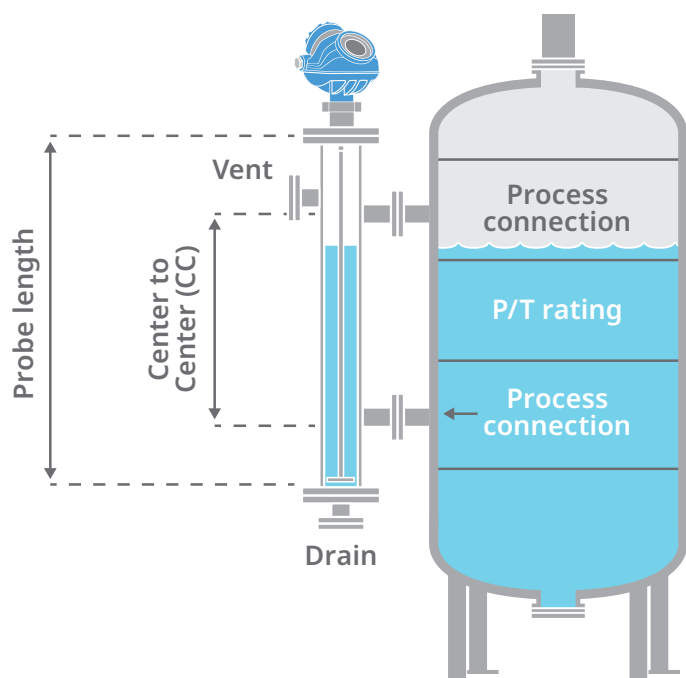 Vent
Process
connection
Probe length
Center to
Center (CC)
P/T rating
Process
connection
Drain